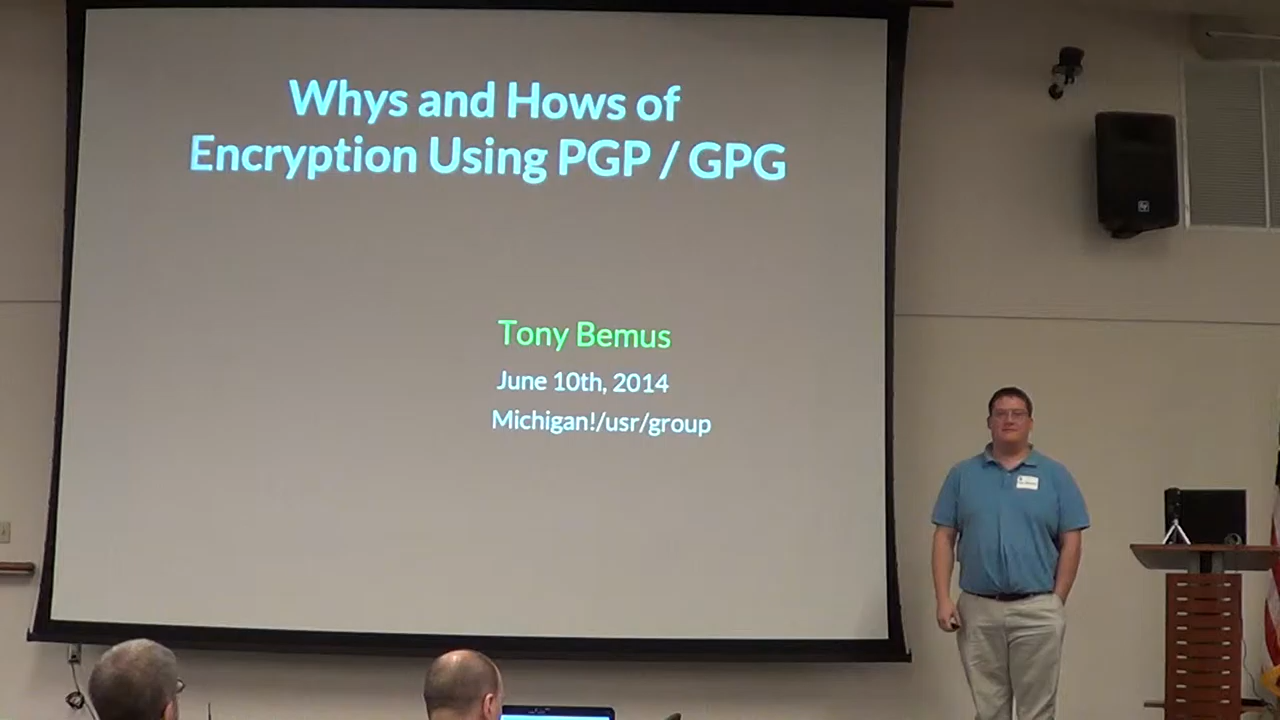 Whys and Hows of
Encryption Using PGP / GPG
Tony Bemus
June 10th, 2014
Michigan!/usr/group